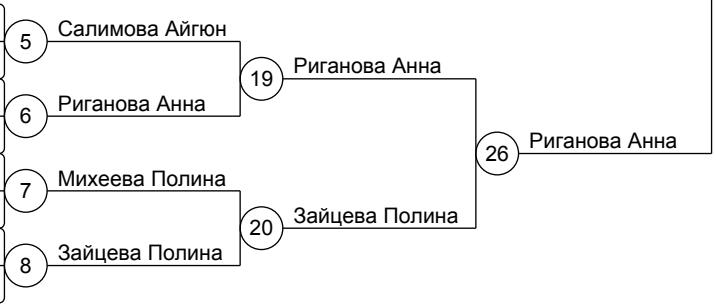 5
Салимова Айгюн
19
Риганова Анна
6
Риганова Анна
26
Риганова Анна
7
Михеева Полина
20
Зайцева Полина
8
Зайцева Полина